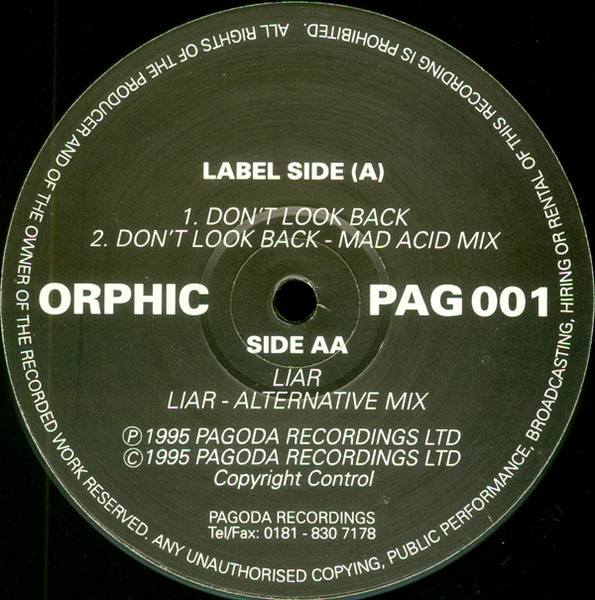 LABEL SIDE (A)
1. DON'T LOOK BACK
2. DON'T LOOK BACK - MAD ACID MIX
ORPHIC PAG 001
SIDE AA
LIAR
LIAR - ALTERNATIVE MIX
Ⓟ 1995 PAGODA RECORDINGS LTD
© 1995 PAGODA RECORDINGS LTD
Copyright Control
PAGODA RECORDINGS
Tel/Fax: 0181 - 830 7178
ALL RIGHTS OF THE PRODUCER AND OF THE OWNER OF THE RECORDED WORK RESERVED. ANY UNAUTHORISED COPYING, PUBLIC PERFORMANCE, BROADCASTING, HIRING OR RENTAL OF THIS RECORDING IS PROHIBITED.